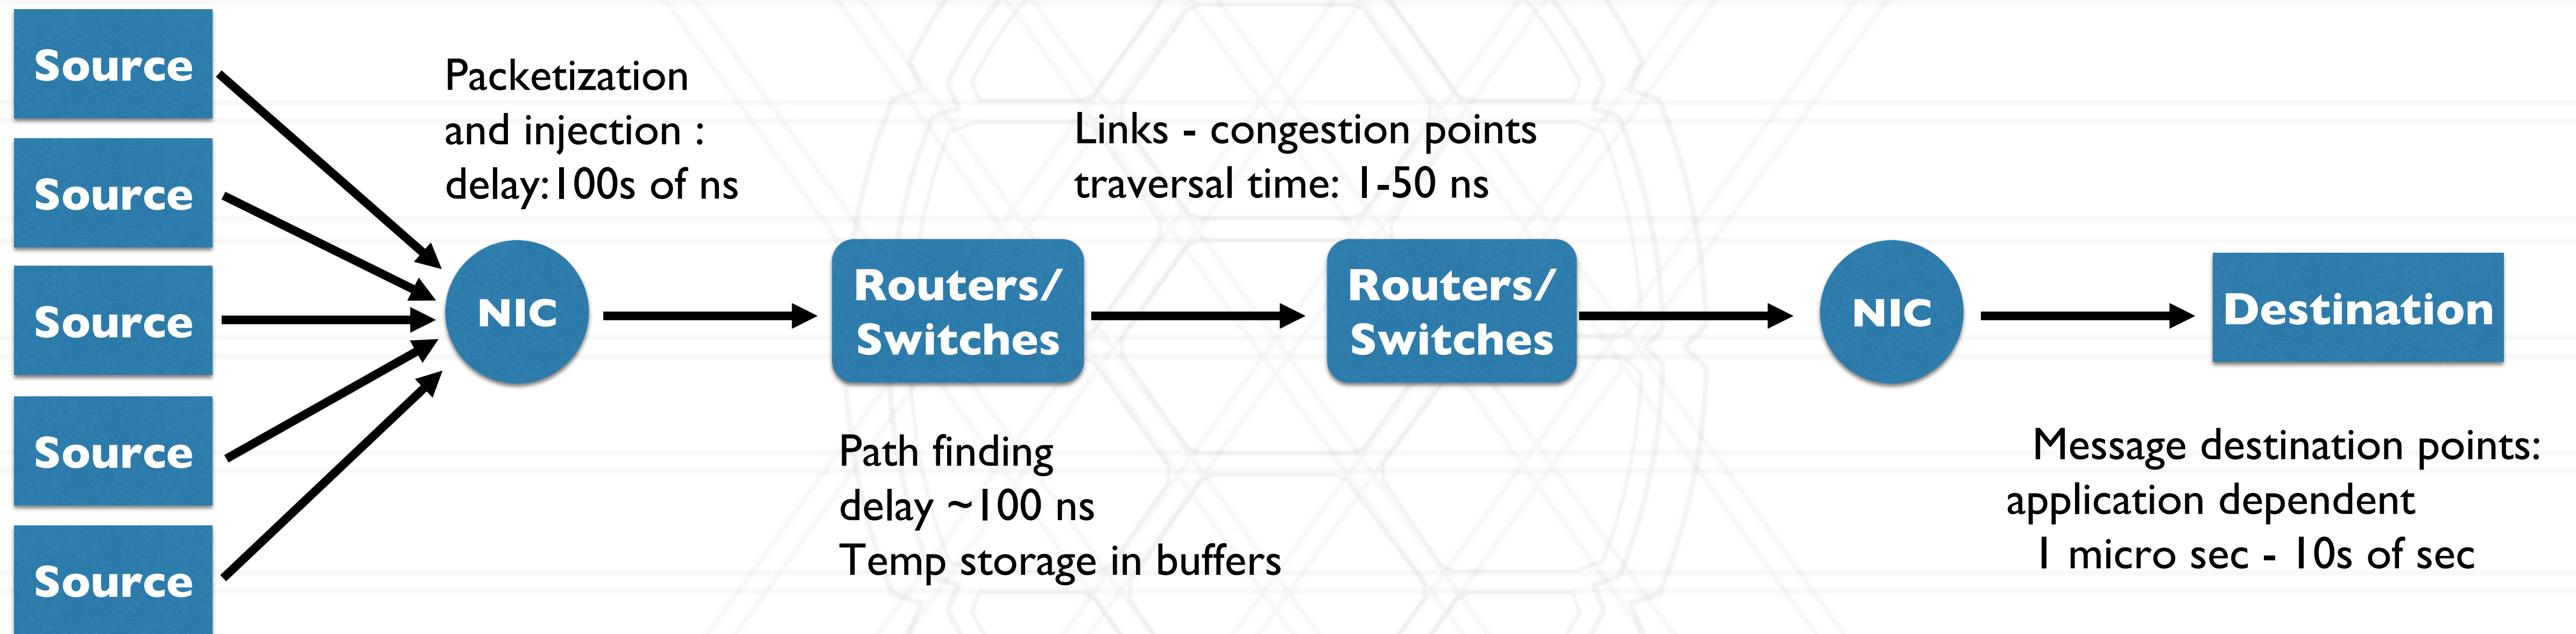 Source
Source
Source
Source
Source
Packetization
and injection :
delay:100s of ns
NIC
Links - congestion points
traversal time: 1-50 ns
Routers/
Switches
Path finding
delay ~100 ns
Temp storage in buffers
Routers/
Switches
NIC
Destination
Message destination points:
application dependent
1 micro sec - 10s of sec